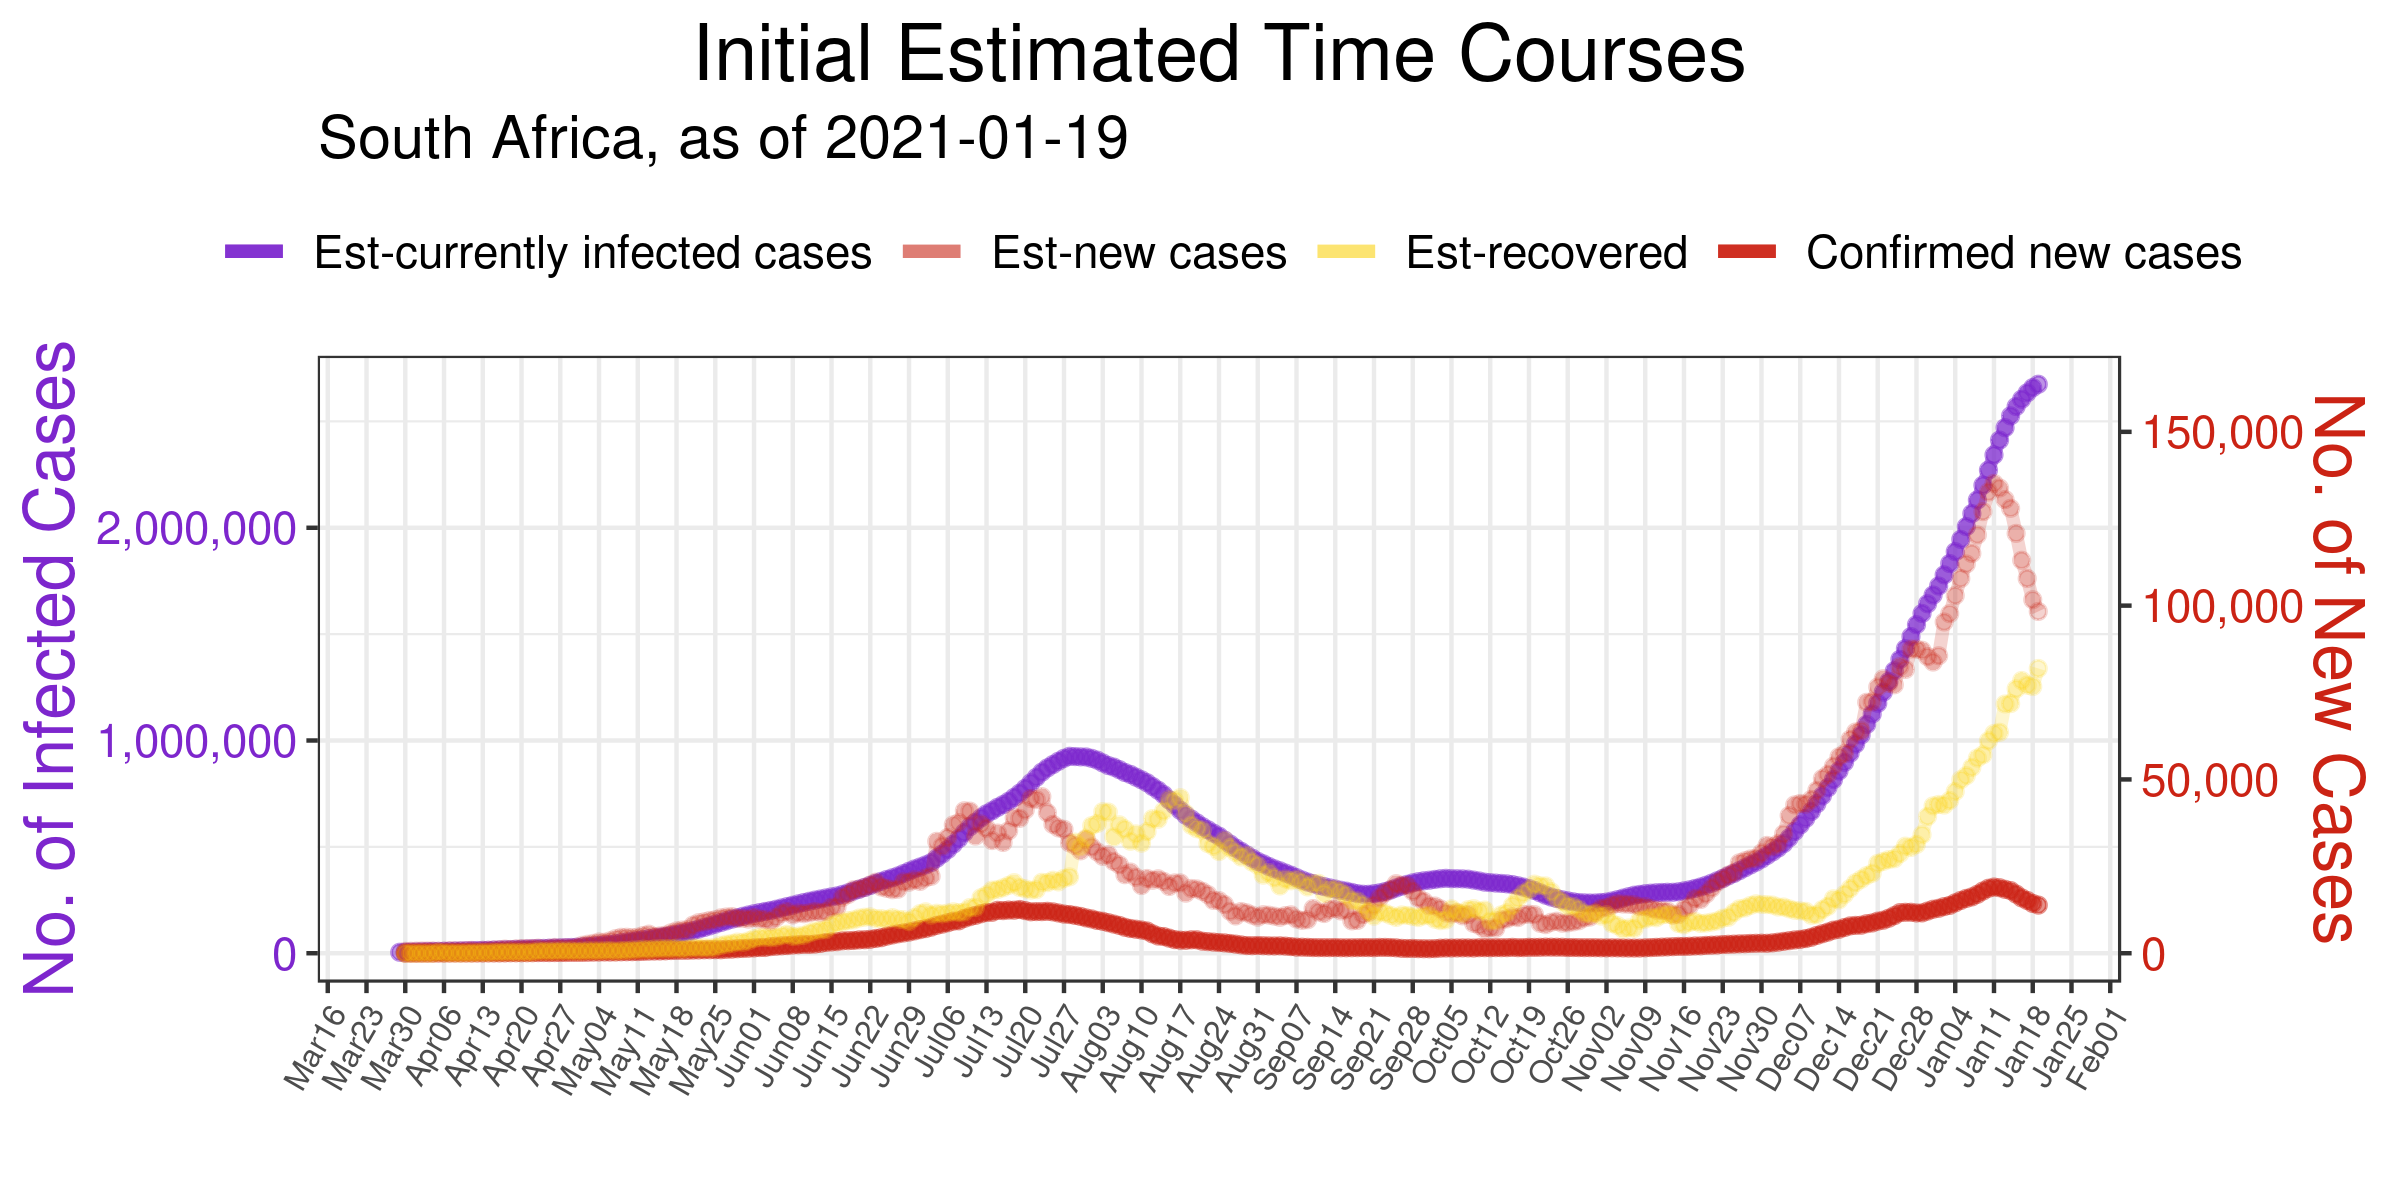 Initial Estimated Time Courses
South Africa, as of 2021-01-19
Est-currently infected cases Est-new cases Est-recovered Confirmed new cases
No. of Infected Cases
2,000,000
1,000,000
0
150,000
100,000
50,000
0
No. of New Cases
Mar16 Mar23 Mar30 Apr06 Apr13 Apr20 Apr27 May04 May11 May18 May25 Jun01 Jun08 Jun15 Jun22 Jun29 Jul06 Jul13 Jul20 Jul27 Aug03 Aug10 Aug17 Aug24 Aug31 Sep07 Sep14 Sep21 Sep28 Oct05 Oct12 Oct19 Oct26 Nov02 Nov09 Nov16 Nov23 Nov30 Dec07 Dec14 Dec21 Dec28 Jan04 Jan11 Jan18 Jan25 Feb01